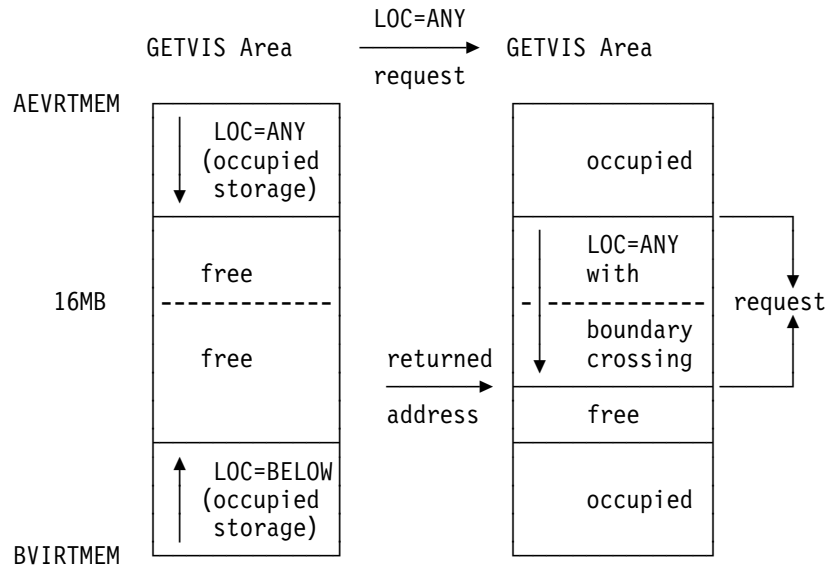 LOC=ANY
GETVIS Area
GETVIS Area
request
AEVRTMEM
LOC=ANY
(occupied
storage)
occupied
LOC=ANY
with
free
16MB
request
boundary
crossing
free
returned
address
free
LOC=BELOW
(occupied
storage)
occupied
BVIRTMEM